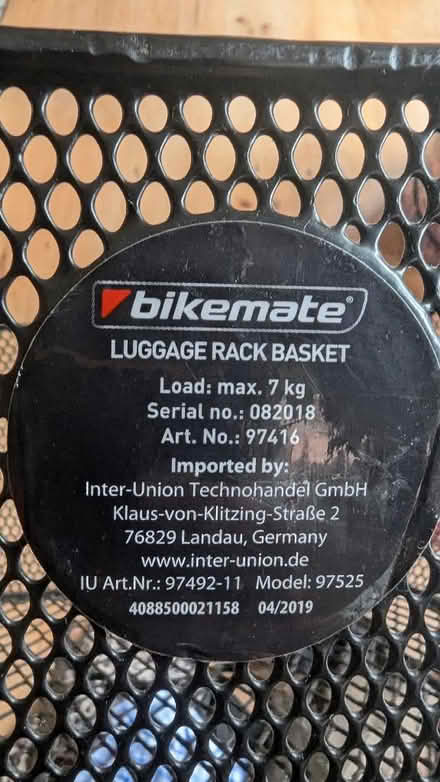 bikemate®
LUGGAGE RACK BASKET
Load: max. 7 kg
Serial no.: 082018
Art. No.: 97416
Imported by:
Inter-Union Technohandel GmbH
Klaus-von-Klitzing-Straße 2
76829 Landau, Germany
www.inter-union.de
IU Art.Nr.: 97492-11 Model: 97525
4088500021158 04/2019